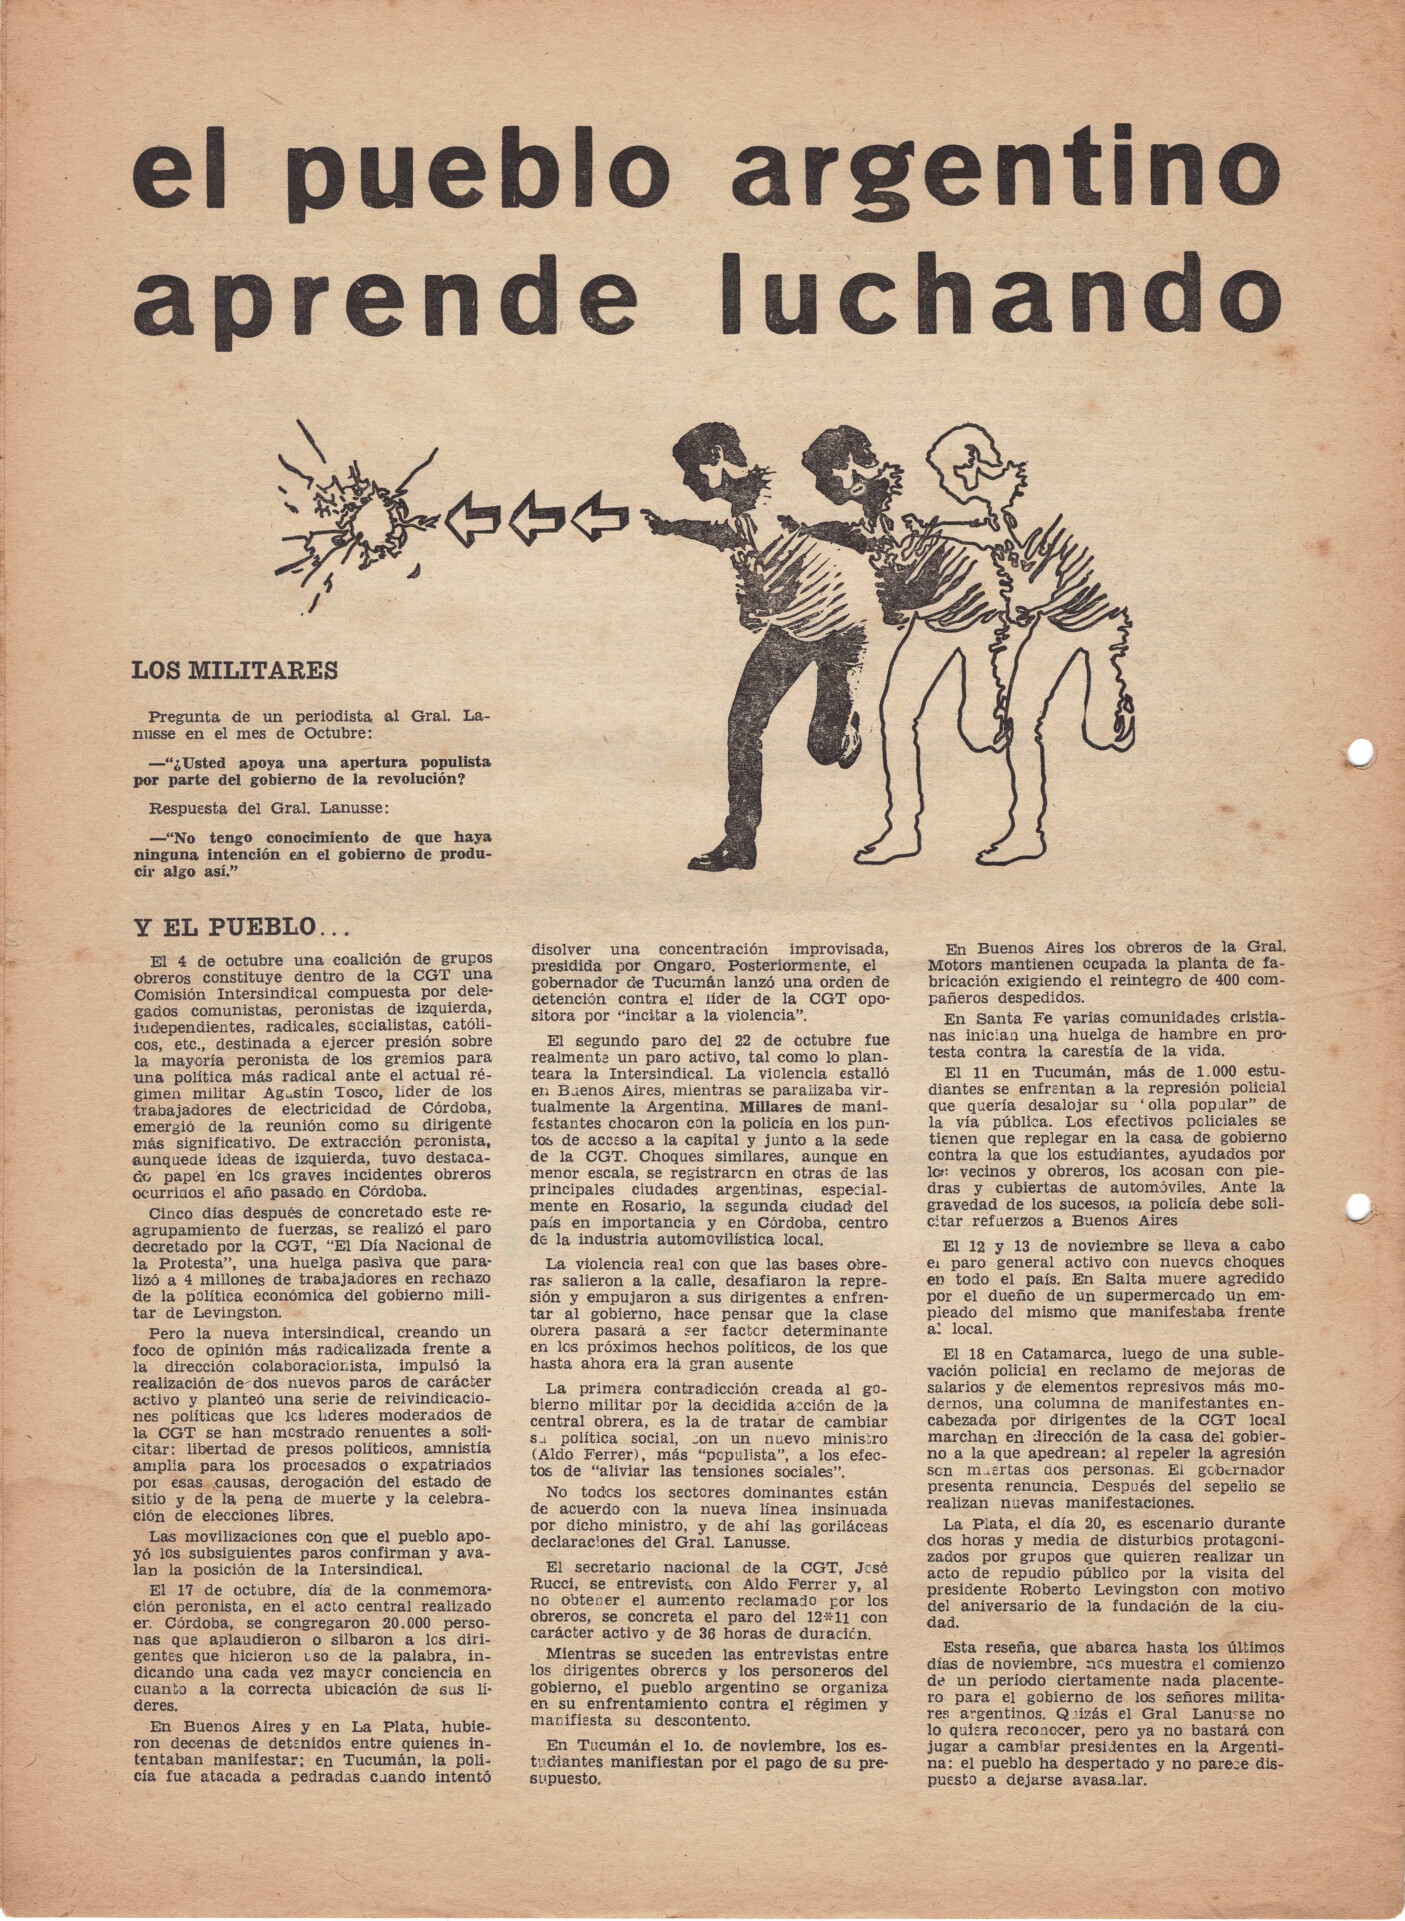 el pueblo argentino
aprende luchando
LOS MILITARES
Pregunta de un periodista al Gral. La-
nusse en el mes de Octubre:
—“¿Usted apoya una apertura populista
por parte del gobierno de la revolución?
Respuesta del Gral. Lanusse:
—“No tengo conocimiento de que haya
ninguna intención en el gobierno de produ-
cir algo así.”
Y EL PUEBLO...
El 4 de octubre una coalición de grupos
obreros constituye dentro de la CGT una
Comisión Intersindical compuesta por dele-
gados comunistas, peronistas de izquierda,
independientes, radicales, socialistas, católi-
cos, etc., destinada a ejercer presión sobre
la mayoría peronista de los gremios para
una política más radical ante el actual ré-
gimen militar Agustín Tosco, líder de los
trabajadores de electricidad de Córdoba,
emergió de la reunión como su dirigente
más significativo. De extracción peronista,
aunquede ideas de izquierda, tuvo destaca-
do papel en los graves incidentes obreros
ocurridos el año pasado en Córdoba.
Cinco días después de concretado este re-
agrupamiento de fuerzas, se realizó el paro
decretado por la CGT, “El Día Nacional de
la Protesta”, una huelga pasiva que para-
lizó a 4 millones de trabajadores en rechazo
de la política económica del gobierno mili-
tar de Levingston.
Pero la nueva intersindical, creando un
foco de opinión más radicalizada frente a
la dirección colaboracionista, impulsó la
realización de dos nuevos paros de carácter
activo y planteó una serie de reivindicacio-
nes políticas que los líderes moderados de
la CGT se han mostrado renuentes a soli-
citar: libertad de presos políticos, amnistía
amplia para los procesados o expatriados
por esas causas, derogación del estado de
sitio y de la pena de muerte y la celebra-
ción de elecciones libres.
Las movilizaciones con que el pueblo apo-
yó los subsiguientes paros confirman y ava-
lan la posición de la Intersindical.
El 17 de octubre, día de la conmemora-
ción peronista, en el acto central realizado
en Córdoba, se congregaron 20.000 perso-
nas que aplaudieron o silbaron a los diri-
gentes que hicieron uso de la palabra, in-
dicando una cada vez mayor conciencia en
cuanto a la correcta ubicación de sus lí-
deres.
En Buenos Aires y en La Plata, hubie-
ron decenas de detenidos entre quienes in-
tentaban manifestar; en Tucumán, la poli-
cía fue atacada a pedradas cuando intentó
disolver una concentración improvisada,
presidida por Ongaro. Posteriormente, el
gobernador de Tucumán lanzó una orden de
detención contra el líder de la CGT opo-
sitora por “incitar a la violencia”.
El segundo paro del 22 de octubre fue
realmente un paro activo, tal como lo plan-
teara la Intersindical. La violencia estalló
en Buenos Aires, mientras se paralizaba vir-
tualmente la Argentina. Millares de mani-
festantes chocaron con la policía en los pun-
tos de acceso a la capital y junto a la sede
de la CGT. Choques similares, aunque en
menor escala, se registraron en otras de las
principales ciudades argentinas, especial-
mente en Rosario, la segunda ciudad del
país en importancia y en Córdoba, centro
de la industria automovilística local.
La violencia real con que las bases obre-
ras salieron a la calle, desafiaron la repre-
sión y empujaron a sus dirigentes a enfren-
tar al gobierno, hace pensar que la clase
obrera pasará a ser factor determinante
en los próximos hechos políticos, de los que
hasta ahora era la gran ausente
La primera contradicción creada al go-
bierno militar por la decidida acción de la
central obrera, es la de tratar de cambiar
su política social, con un nuevo ministro
(Aldo Ferrer), más “populista”, a los efec-
tos de “aliviar las tensiones sociales”.
No todos los sectores dominantes están
de acuerdo con la nueva línea insinuada
por dicho ministro, y de ahí las goriláceas
declaraciones del Gral. Lanusse.
El secretario nacional de la CGT, José
Rucci, se entrevista con Aldo Ferrer y, al
no obtener el aumento reclamado por los
obreros, se concreta el paro del 12*11 con
carácter activo y de 36 horas de duración.
Mientras se suceden las entrevistas entre
los dirigentes obreros y los personeros del
gobierno, el pueblo argentino se organiza
en su enfrentamiento contra el régimen y
manifiesta su descontento.
En Tucumán el 1o. de noviembre, los es-
tudiantes manifiestan por el pago de su pre-
supuesto.
En Buenos Aires los obreros de la Gral.
Motors mantienen ocupada la planta de fa-
bricación exigiendo el reintegro de 400 com-
pañeros despedidos.
En Santa Fe varias comunidades cristia-
nas inician una huelga de hambre en pro-
testa contra la carestía de la vida.
El 11 en Tucumán, más de 1.000 estu-
diantes se enfrentan a la represión policial
que quería desalojar su ‘olla popular” de
la vía pública. Los efectivos policiales se
tienen que replegar en la casa de gobierno
contra la que los estudiantes, ayudados por
los vecinos y obreros, los acosan con pie-
dras y cubiertas de automóviles. Ante la
gravedad de los sucesos, la policía debe soli-
citar refuerzos a Buenos Aires
El 12 y 13 de noviembre se lleva a cabo
el paro general activo con nuevos choques
en todo el país. En Salta muere agredido
por el dueño de un supermercado un em-
pleado del mismo que manifestaba frente
al local.
El 18 en Catamarca, luego de una suble-
vación policial en reclamo de mejoras de
salarios y de elementos represivos más mo-
dernos, una columna de manifestantes en-
cabezada por dirigentes de la CGT local
marchan en dirección de la casa del gobier-
no a la que apedrean: al repeler la agresión
son muertas dos personas. El gobernador
presenta renuncia. Después del sepelio se
realizan nuevas manifestaciones.
La Plata, el día 20, es escenario durante
dos horas y media de disturbios protagoni-
zados por grupos que quieren realizar un
acto de repudio público por la visita del
presidente Roberto Levingston con motivo
del aniversario de la fundación de la ciu-
dad.
Esta reseña, que abarca hasta los últimos
días de noviembre, nos muestra el comienzo
de un período ciertamente nada placente-
ro para el gobierno de los señores milita-
res argentinos. Quizás el Gral Lanusse no
lo quiera reconocer, pero ya no bastará con
jugar a cambiar presidentes en la Argenti-
na: el pueblo ha despertado y no parece dis-
puesto a dejarse avasallar.